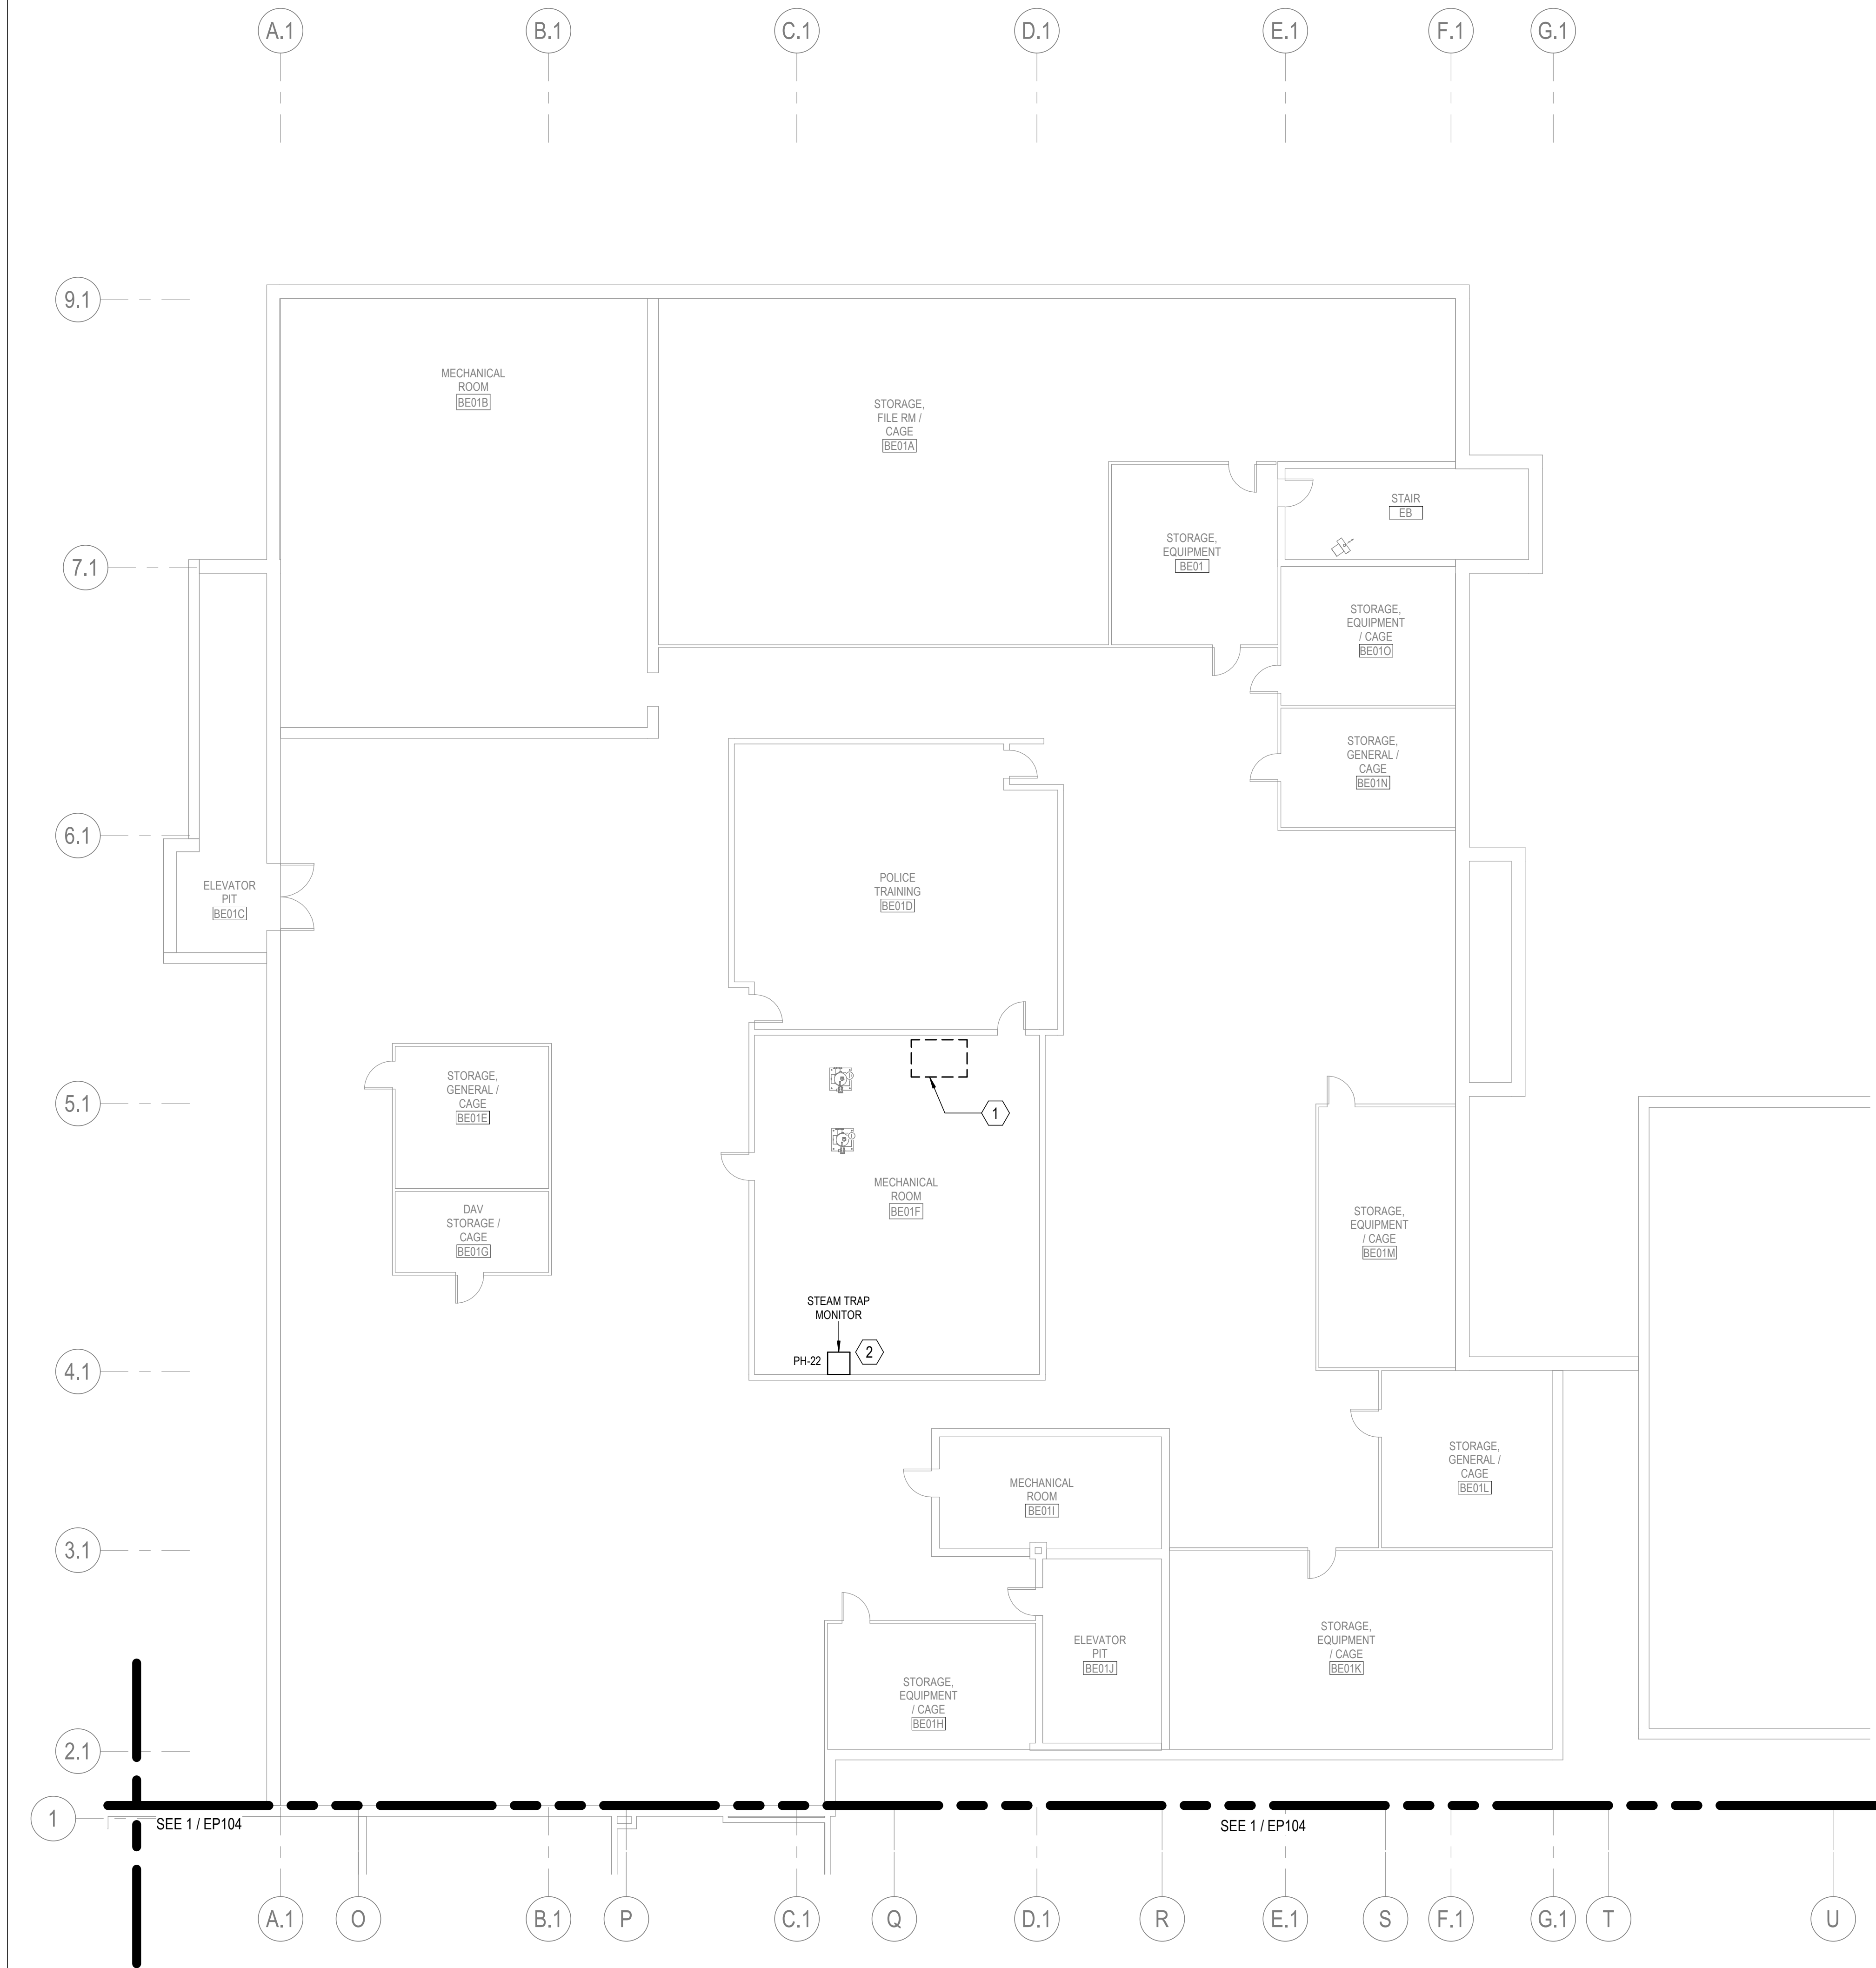 A.1
B.1
C.1
D.1
E.1
F.1
G.1
9.1
MECHANICAL
ROOM
BE01B
STORAGE,
FILE RM /
CAGE
BE01A
STAIR
EB
STORAGE,
EQUIPMENT
BE01
7.1
STORAGE,
EQUIPMENT
/ CAGE
BE01O
STORAGE,
GENERAL /
CAGE
BE01N
6.1
ELEVATOR
PIT
BE01C
POLICE
TRAINING
BE01D
5.1
STORAGE,
GENERAL /
CAGE
BE01E
1
MECHANICAL
ROOM
BE01F
DAV
STORAGE /
CAGE
BE01G
STORAGE,
EQUIPMENT
/ CAGE
BE01M
STEAM TRAP
MONITOR
PH-22
2
4.1
STORAGE,
GENERAL /
CAGE
BE01L
MECHANICAL
ROOM
BE01I
3.1
STORAGE,
EQUIPMENT
/ CAGE
BE01K
ELEVATOR
PIT
BE01J
STORAGE,
EQUIPMENT
/ CAGE
BE01H
2.1
1
SEE 1 / EP104
SEE 1 / EP104
A.1
O
B.1
P
C.1
Q
D.1
R
E.1
S
F.1
G.1
T
U